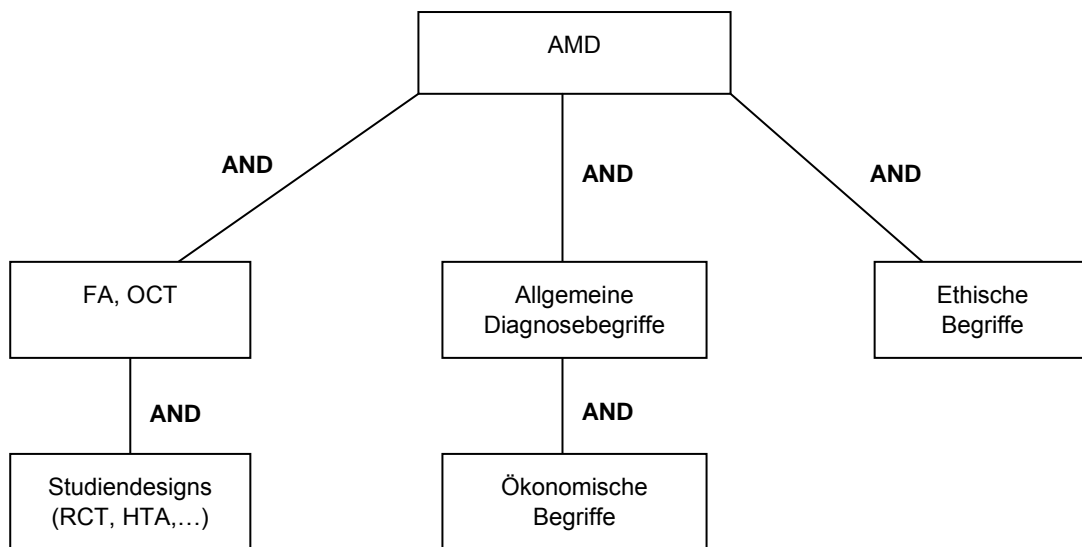 AMD
AND
AND
AND
FA, OCT
Allgemeine
Diagnosebegriffe
Ethische
Begriffe
AND
AND
Studiendesigns
(RCT, HTA,…)
Ökonomische
Begriffe